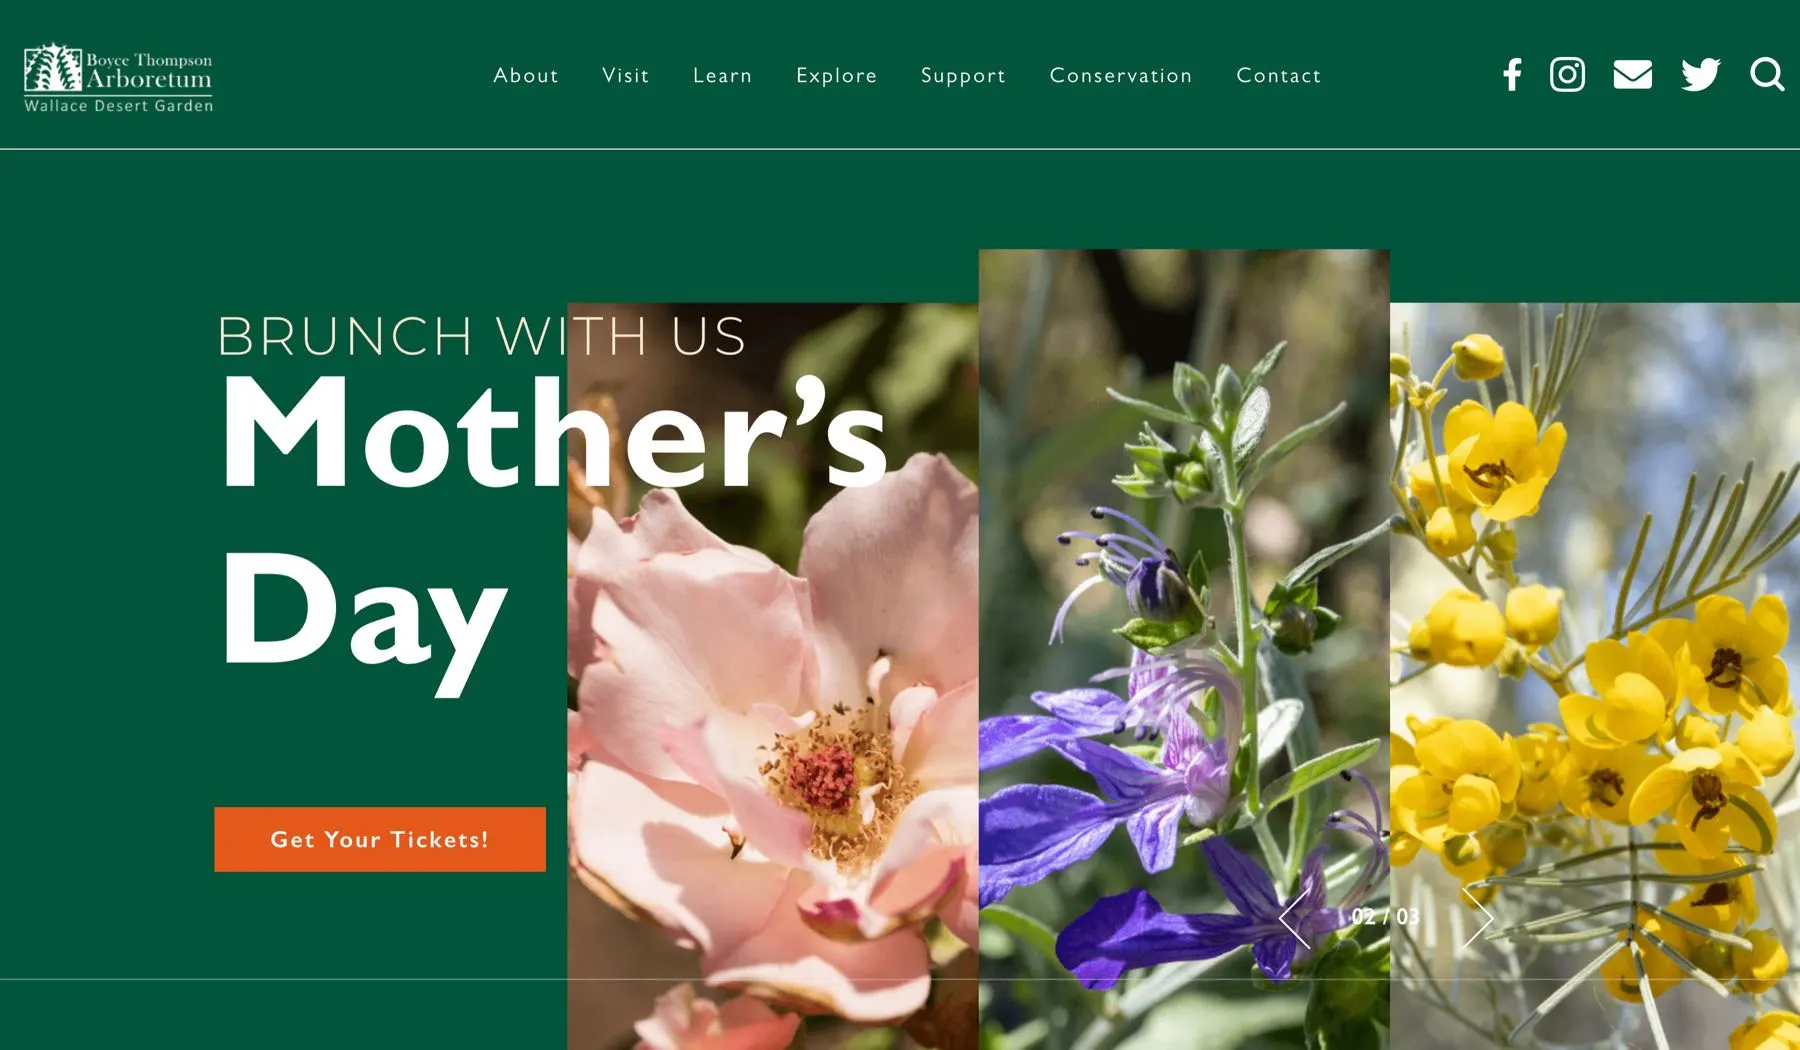 Boyce Thompson
Arboretum
Wallace Desert Garden
About Visit Learn Explore Support Conservation Contact
BRUNCH WITH US
Mother’s
Day
Get Your Tickets!
02 / 03